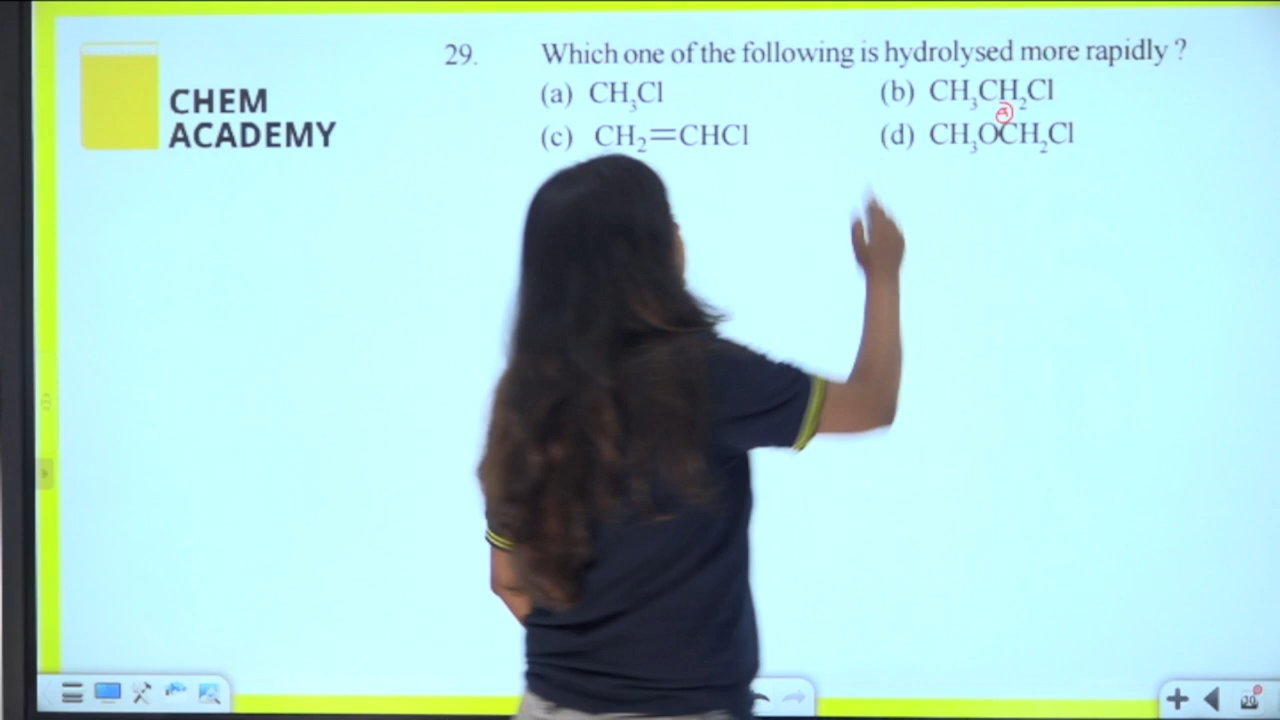 CHEM
ACADEMY
29. Which one of the following is hydrolysed more rapidly ?
(a) CH₃Cl (b) CH₃CH₂Cl
(c) CH₂=CHCl (d) CH₃OCH₂Cl